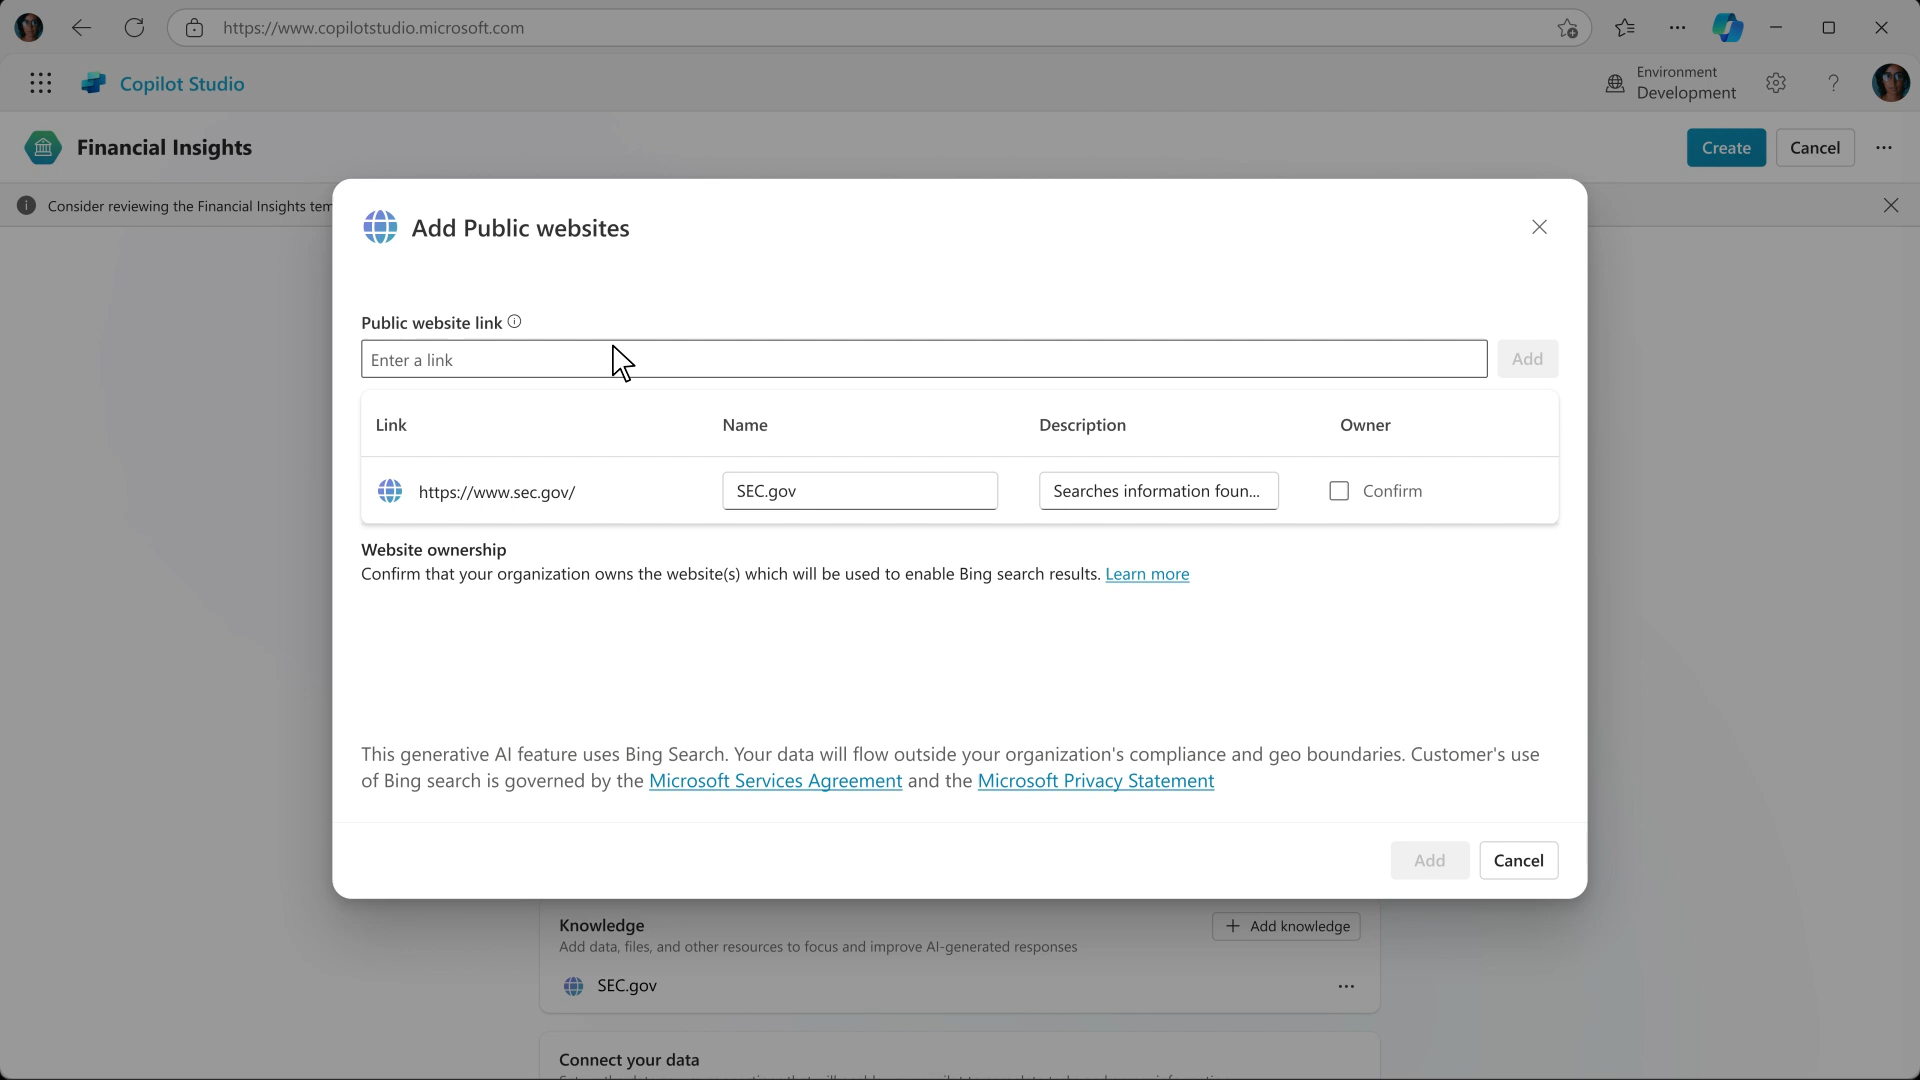 https://www.copilotstudio.microsoft.com
Copilot Studio
Environment
Development
Financial Insights
Create
Cancel
Consider reviewing the Financial Insights
Add Public websites
Public website link
Enter a link
Add
Link
Name
Description
Owner
https://www.sec.gov/
SEC.gov
Searches information foun...
Confirm
Website ownership
Confirm that your organization owns the website(s) which will be used to enable Bing search results. Learn more
This generative AI feature uses Bing Search. Your data will flow outside your organization's compliance and geo boundaries. Customer's use
of Bing search is governed by the Microsoft Services Agreement and the Microsoft Privacy Statement
Add
Cancel
Knowledge
Add data, files, and other resources to focus and improve AI-generated responses
Add knowledge
SEC.gov
Connect your data